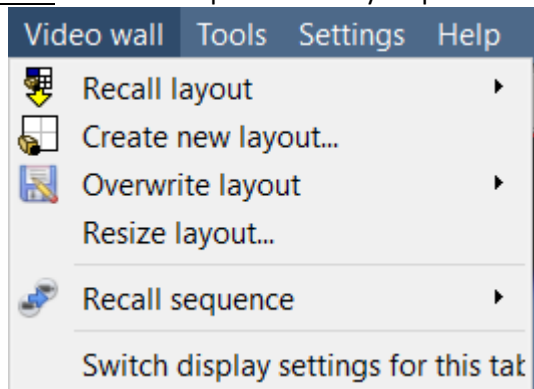 Video wall Tools Settings Help
Recall layout
Create new layout...
Overwrite layout
Resize layout...
Recall sequence
Switch display settings for this tab